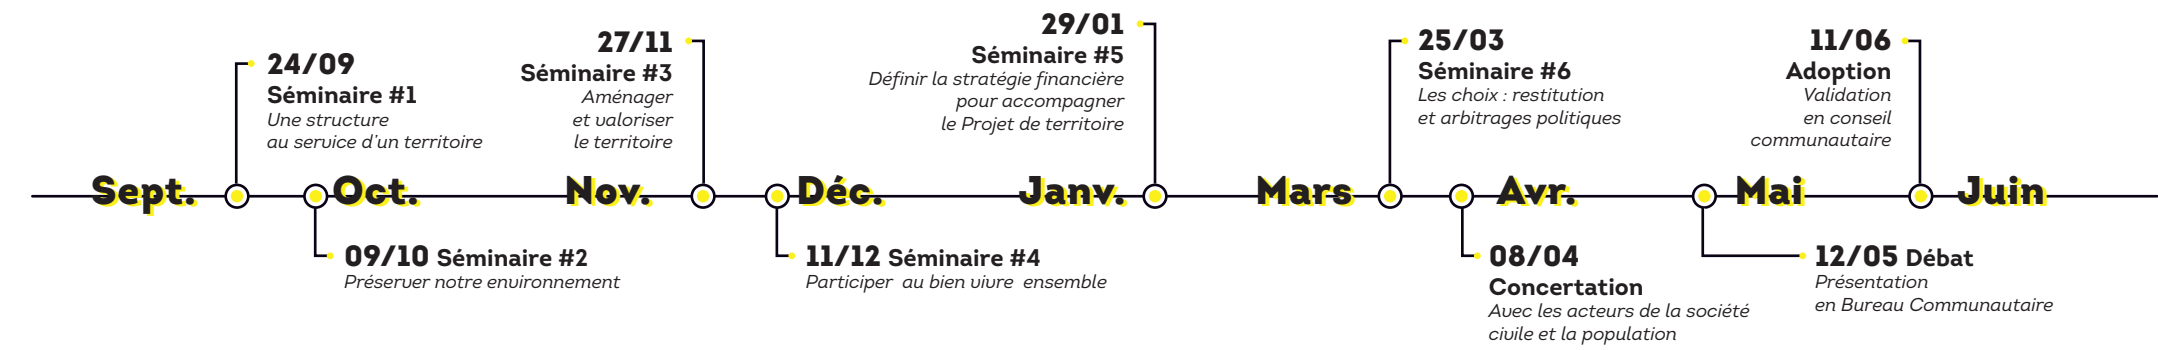 24/09
Séminaire #1
Une structure
au service d'un territoire
27/11
Séminaire #3
Aménager
et valoriser
le territoire
29/01
Séminaire #5
Définir la stratégie financière
pour accompagner
le Projet de territoire
25/03
Séminaire #6
Les choix : restitution
et arbitrages politiques
11/06
Adoption
Validation
en conseil
communautaire
Sept. Oct. Nov. Déc. Janv. Mars Avr. Mai Juin
09/10 Séminaire #2
Préserver notre environnement
11/12 Séminaire #4
Participer au bien vivre ensemble
08/04
Concertation
Avec les acteurs de la société
civile et la population
12/05 Débat
Présentation
en Bureau Communautaire